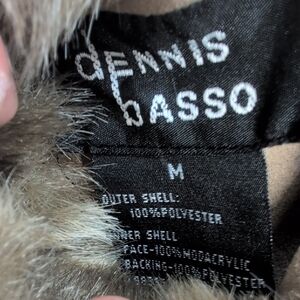 dENNIS
basso
M
OUTER SHELL:
100%POLYESTER
INNER SHELL
FACE-100%MODACRYLIC
BACKING-100%POLYESTER